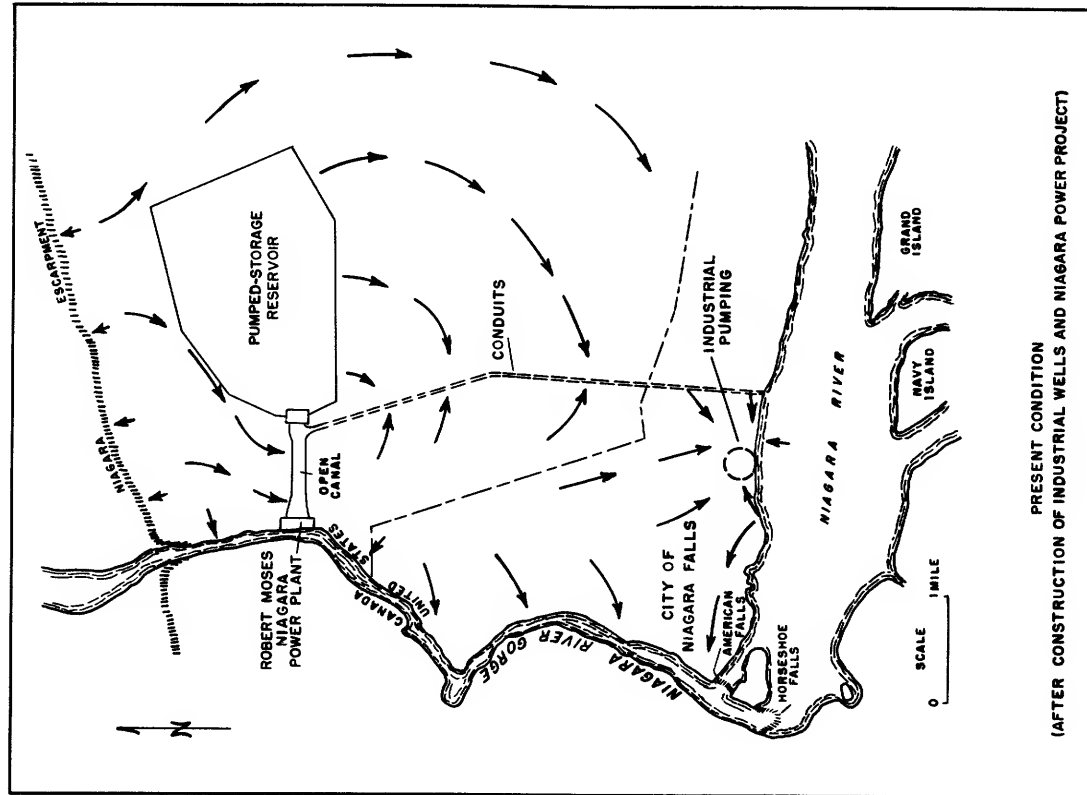 NIAGARA ESCARPMENT
PUMPED-STORAGE
RESERVOIR
ROBERT MOSES
NIAGARA
POWER PLANT
OPEN
CANAL
CONDUITS
UNITED STATES
CANADA
NIAGARA RIVER GORGE
CITY OF
NIAGARA FALLS
AMERICAN
FALLS
HORSESHOE
FALLS
INDUSTRIAL
PUMPING
NIAGARA RIVER
NAVY
ISLAND
GRAND
ISLAND
N
SCALE
0 1 MILE
PRESENT CONDITION
(AFTER CONSTRUCTION OF INDUSTRIAL WELLS AND NIAGARA POWER PROJECT)